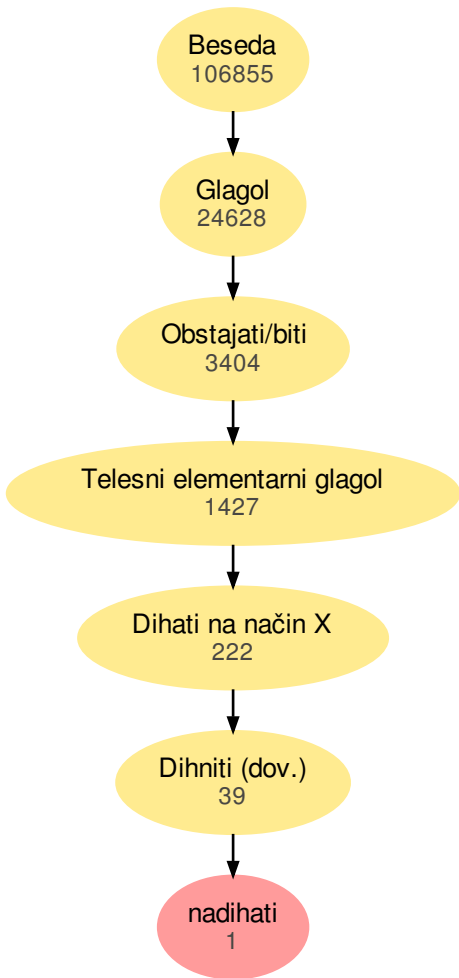 Beseda
106855
Glagol
24628
Obstajati/biti
3404
Telesni elementarni glagol
1427
Dihati na način X
222
Dihniti (dov.)
39
nadihati
1